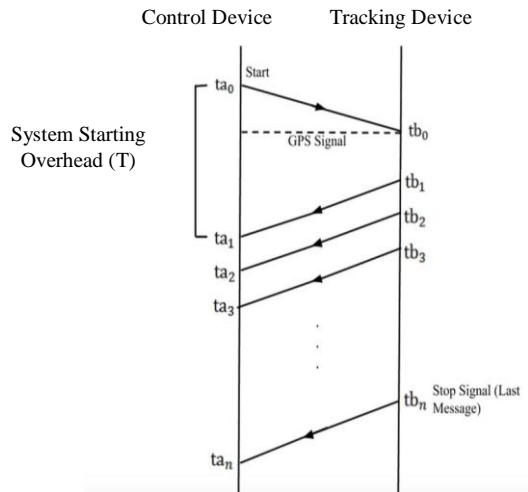 Control Device
Tracking Device
Start
ta₀
GPS Signal
tb₀
System Starting
Overhead (T)
tb₁
tb₂
ta₁
tb₃
ta₂
ta₃
.
.
.
tbₙ Stop Signal (Last
Message)
taₙ